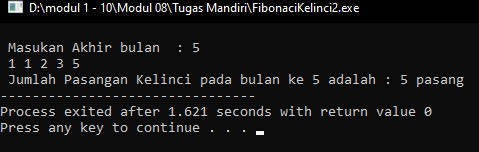 D:\modul 1 - 10\Modul 08\Tugas Mandiri\FibonaciKelinci2.exe
Masukan Akhir bulan  : 5
1 1 2 3 5
Jumlah Pasangan Kelinci pada bulan ke 5 adalah : 5 pasang
--------------------------------
Process exited after 1.621 seconds with return value 0
Press any key to continue . . .